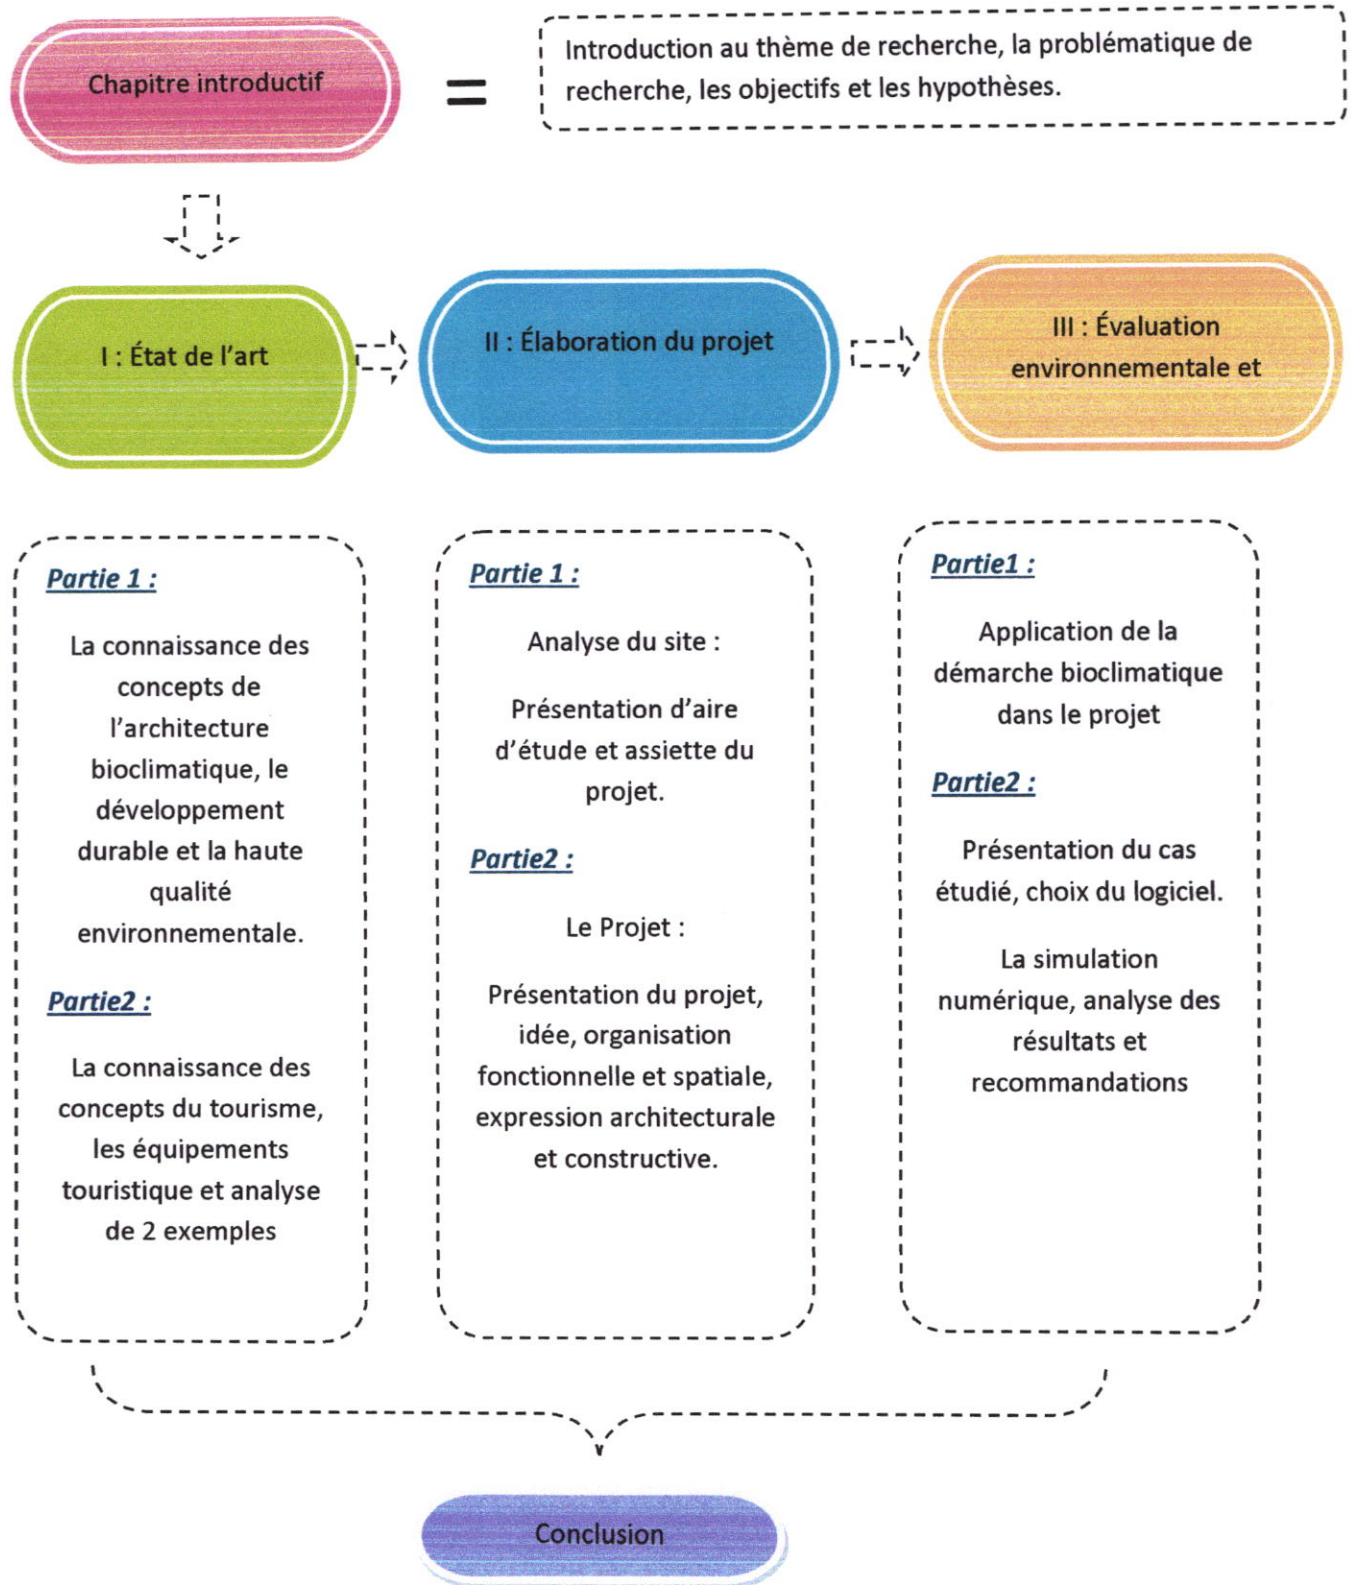 Chapitre introductif
=
Introduction au thème de recherche, la problématique de
recherche, les objectifs et les hypothèses.
I : État de l'art
II : Élaboration du projet
III : Évaluation
environnementale et
Partie 1 :
La connaissance des
concepts de
l'architecture
bioclimatique, le
développement
durable et la haute
qualité
environnementale.
Partie2 :
La connaissance des
concepts du tourisme,
les équipements
touristique et analyse
de 2 exemples
Partie 1 :
Analyse du site :
Présentation d'aire
d'étude et assiette du
projet.
Partie2 :
Le Projet :
Présentation du projet,
idée, organisation
fonctionnelle et spatiale,
expression architecturale
et constructive.
Partie1 :
Application de la
démarche bioclimatique
dans le projet
Partie2 :
Présentation du cas
étudié, choix du logiciel.
La simulation
numérique, analyse des
résultats et
recommandations
Conclusion